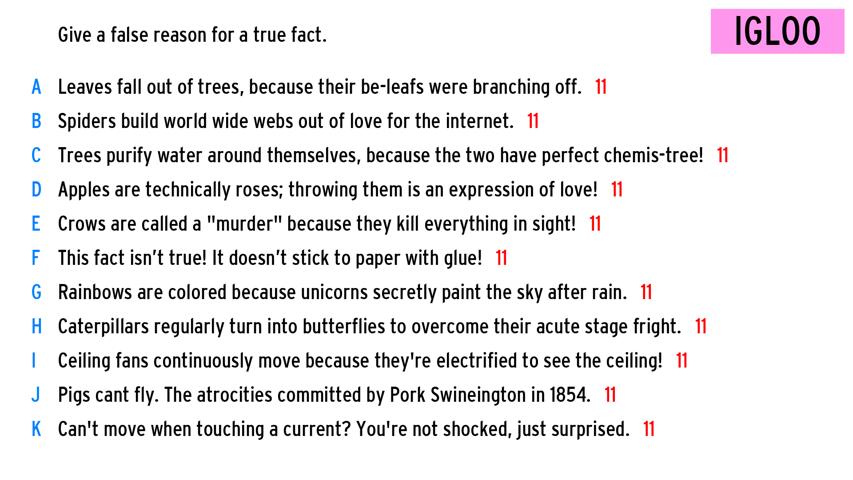 Give a false reason for a true fact.
IGLOO
A Leaves fall out of trees, because their be-leafs were branching off. 11
B Spiders build world wide webs out of love for the internet. 11
C Trees purify water around themselves, because the two have perfect chemis-tree! 11
D Apples are technically roses; throwing them is an expression of love! 11
E Crows are called a "murder" because they kill everything in sight! 11
F This fact isn’t true! It doesn’t stick to paper with glue! 11
G Rainbows are colored because unicorns secretly paint the sky after rain. 11
H Caterpillars regularly turn into butterflies to overcome their acute stage fright. 11
I Ceiling fans continuously move because they're electrified to see the ceiling! 11
J Pigs cant fly. The atrocities committed by Pork Swineington in 1854. 11
K Can't move when touching a current? You're not shocked, just surprised. 11